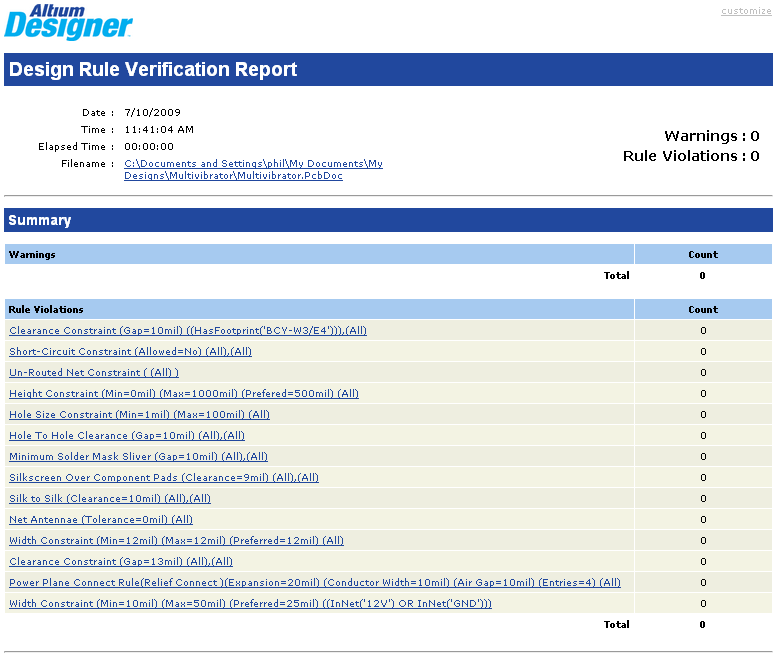 Altium
Designer
customize
Design Rule Verification Report
Date : 7/10/2009
Time : 11:41:04 AM
Elapsed Time : 00:00:00
Filename : C:\Documents and Settings\phil\My Documents\My
Designs\Multivibrator\Multivibrator.PcbDoc
Warnings : 0
Rule Violations : 0
Summary
Warnings Count
Total 0
Rule Violations Count
Clearance Constraint (Gap=10mil) ((HasFootprint('BCY-W3/E4'))),(All) 0
Short-Circuit Constraint (Allowed=No) (All),(All) 0
Un-Routed Net Constraint ( (All) ) 0
Height Constraint (Min=0mil) (Max=1000mil) (Prefered=500mil) (All) 0
Hole Size Constraint (Min=1mil) (Max=100mil) (All) 0
Hole To Hole Clearance (Gap=10mil) (All),(All) 0
Minimum Solder Mask Sliver (Gap=10mil) (All),(All) 0
Silkscreen Over Component Pads (Clearance=9mil) (All),(All) 0
Silk to Silk (Clearance=10mil) (All),(All) 0
Net Antennae (Tolerance=0mil) (All) 0
Width Constraint (Min=12mil) (Max=12mil) (Preferred=12mil) (All) 0
Clearance Constraint (Gap=13mil) (All),(All) 0
Power Plane Connect Rule(Relief Connect )(Expansion=20mil) (Conductor Width=10mil) (Air Gap=10mil) (Entries=4) (All) 0
Width Constraint (Min=10mil) (Max=50mil) (Preferred=25mil) ((InNet('12V') OR InNet('GND'))) 0
Total 0